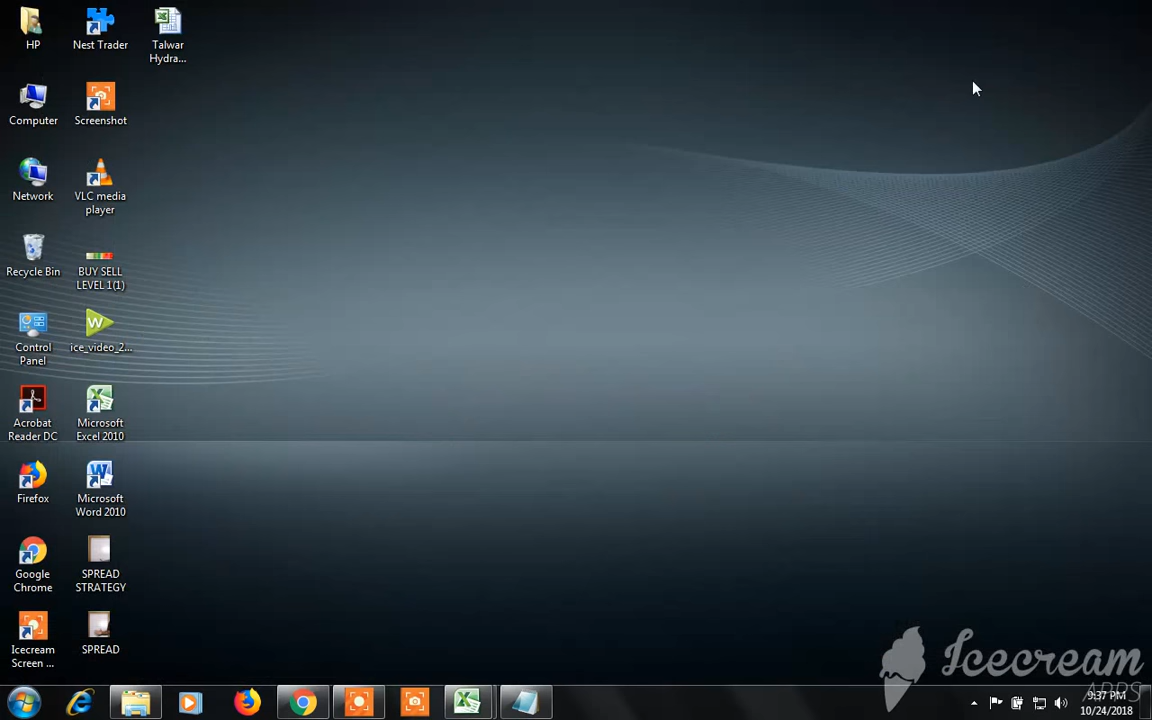 HP
Nest Trader
Talwar
Hydra...
Computer
Screenshot
Network
VLC media
player
Recycle Bin
BUY SELL
LEVEL 1(1)
Control
Panel
W
ice_video_2...
Acrobat
Reader DC
Microsoft
Excel 2010
Firefox
Microsoft
Word 2010
Google
Chrome
SPREAD
STRATEGY
Icecream
Screen ...
SPREAD
Icecream
APPS
9:37 PM
10/24/2018